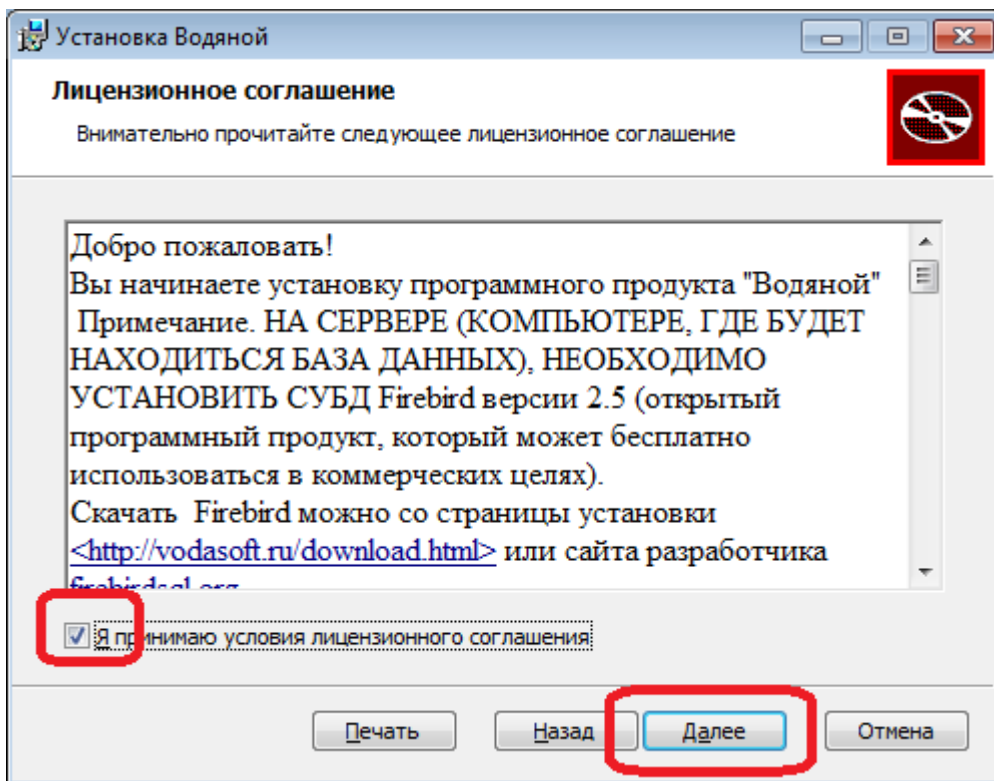 Установка Водяной
Лицензионное соглашение
Внимательно прочитайте следующее лицензионное соглашение
Добро пожаловать!
Вы начинаете установку программного продукта "Водяной"
Примечание. НА СЕРВЕРЕ (КОМПЬЮТЕРЕ, ГДЕ БУДЕТ
НАХОДИТЬСЯ БАЗА ДАННЫХ), НЕОБХОДИМО
УСТАНОВИТЬ СУБД Firebird версии 2.5 (открытый
программный продукт, который может бесплатно
использоваться в коммерческих целях).
Скачать  Firebird можно со страницы установки
<http://vodasoft.ru/download.html> или сайта разработчика
firebirdsql.org
Я принимаю условия лицензионного соглашения
Печать
Назад
Далее
Отмена